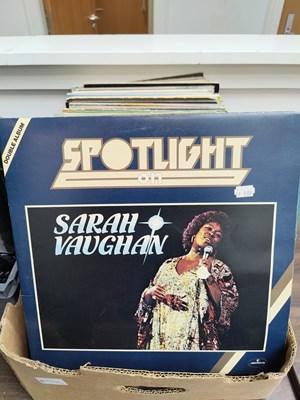 DOUBLE ALBUM
SPOTLIGHT
on
SARAH
VAUGHAN